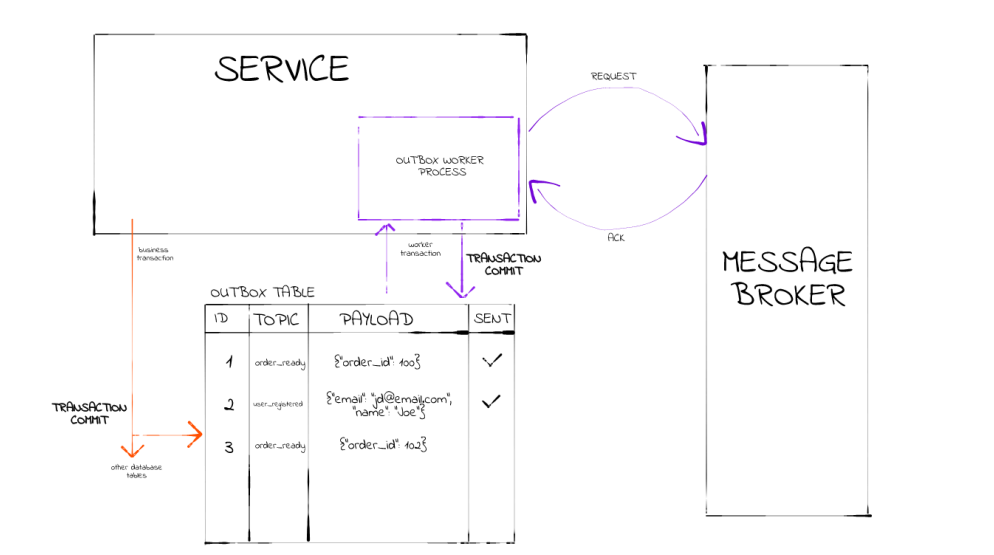 SERVICE
REQUEST
OUTBOX WORKER
PROCESS
ACK
business
transaction
worker
transaction
TRANSACTION
COMMIT
MESSAGE
BROKER
OUTBOX TABLE
ID TOPIC PAYLOAD SENT
1 order_ready {"order_id": 100}
2 user_registered {"email": "jd@email.com",
"name": "Joe"}
3 order_ready {"order_id": 102}
TRANSACTION
COMMIT
other database
tables